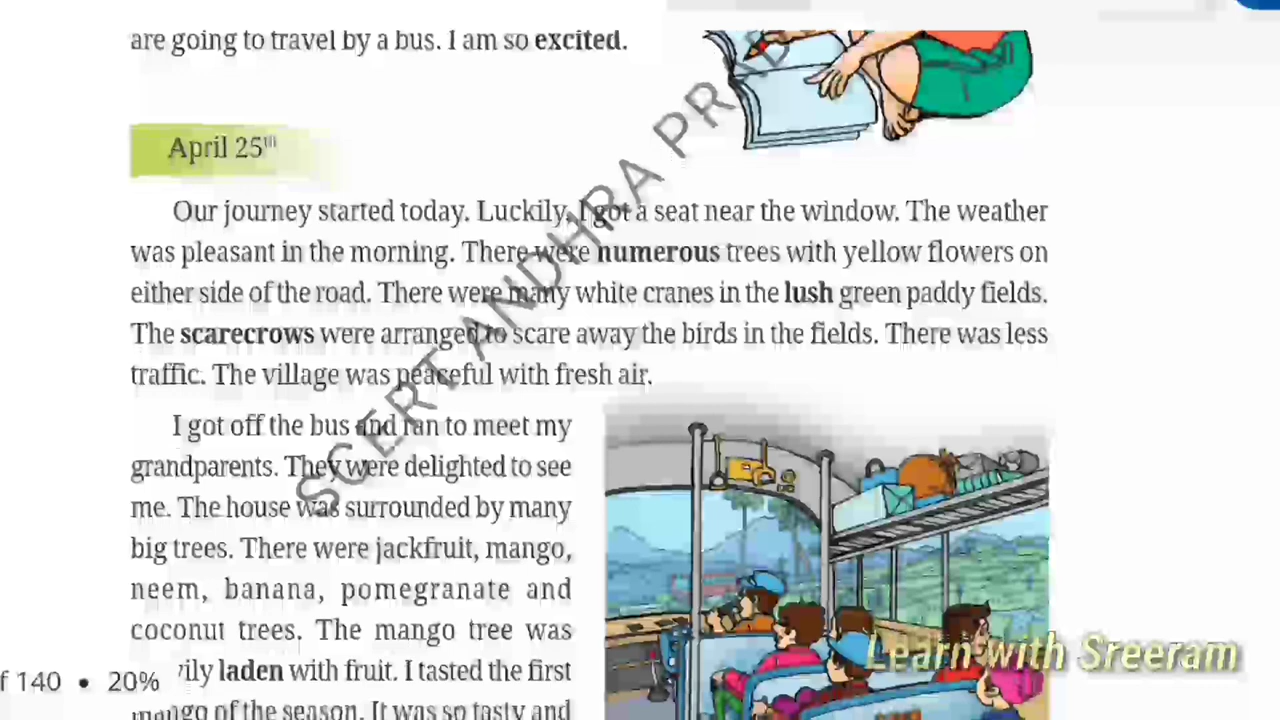 are going to travel by a bus. I am so excited.
April 25th
Our journey started today. Luckily, I got a seat near the window. The weather
was pleasant in the morning. There were numerous trees with yellow flowers on
either side of the road. There were many white cranes in the lush green paddy fields.
The scarecrows were arranged to scare away the birds in the fields. There was less
traffic. The village was peaceful with fresh air.
I got off the bus and ran to meet my
grandparents. They were delighted to see
me. The house was surrounded by many
big trees. There were jackfruit, mango,
neem, banana, pomegranate and
coconut trees. The mango tree was
ily laden with fruit. I tasted the first
mango of the season. It was so tasty and
SCERT ANDHRA PRAD
f 140 • 20%
Learn with Sreeram